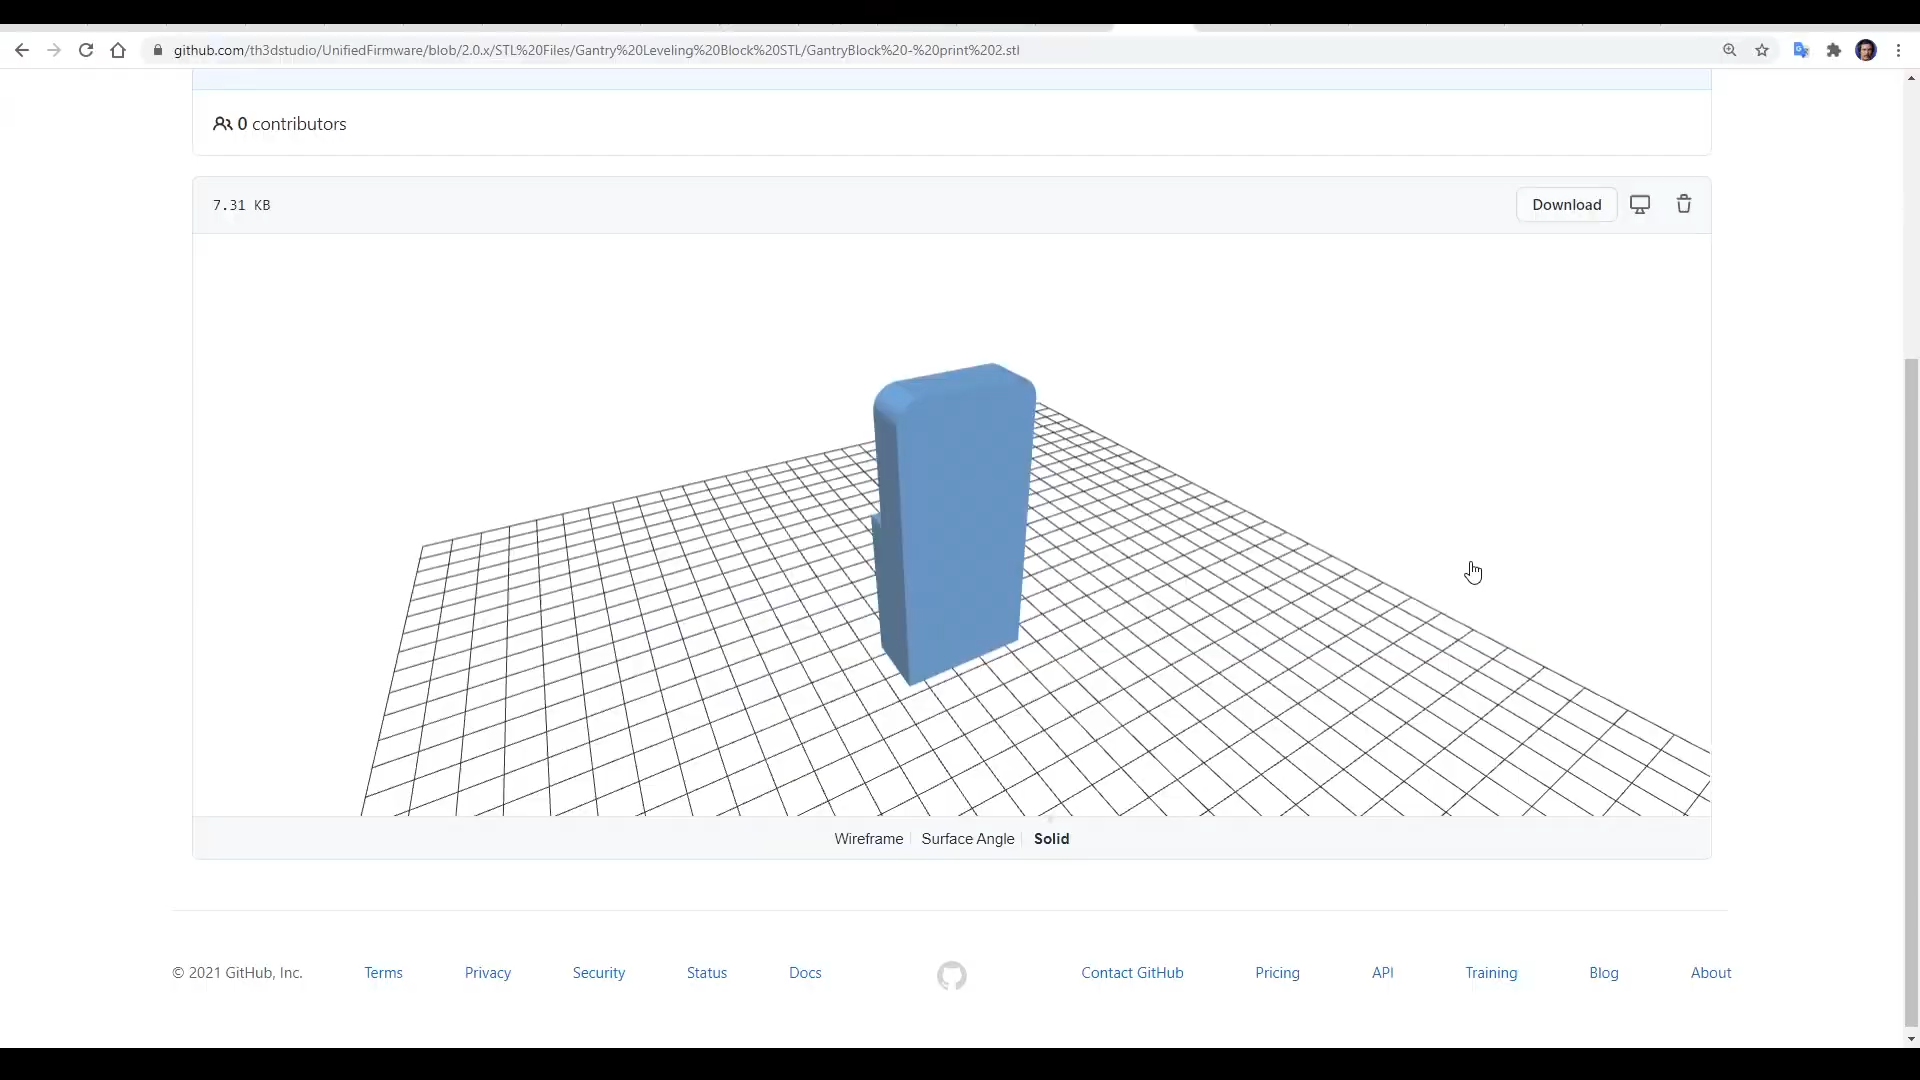 github.com/th3dstudio/UnifiedFirmware/blob/2.0.x/STL%20Files/Gantry%20Leveling%20Block%20STL/GantryBlock%20-%20print%202.stl
0 contributors
7.31 KB
Download
Wireframe Surface Angle Solid
© 2021 GitHub, Inc. Terms Privacy Security Status Docs Contact GitHub Pricing API Training Blog About